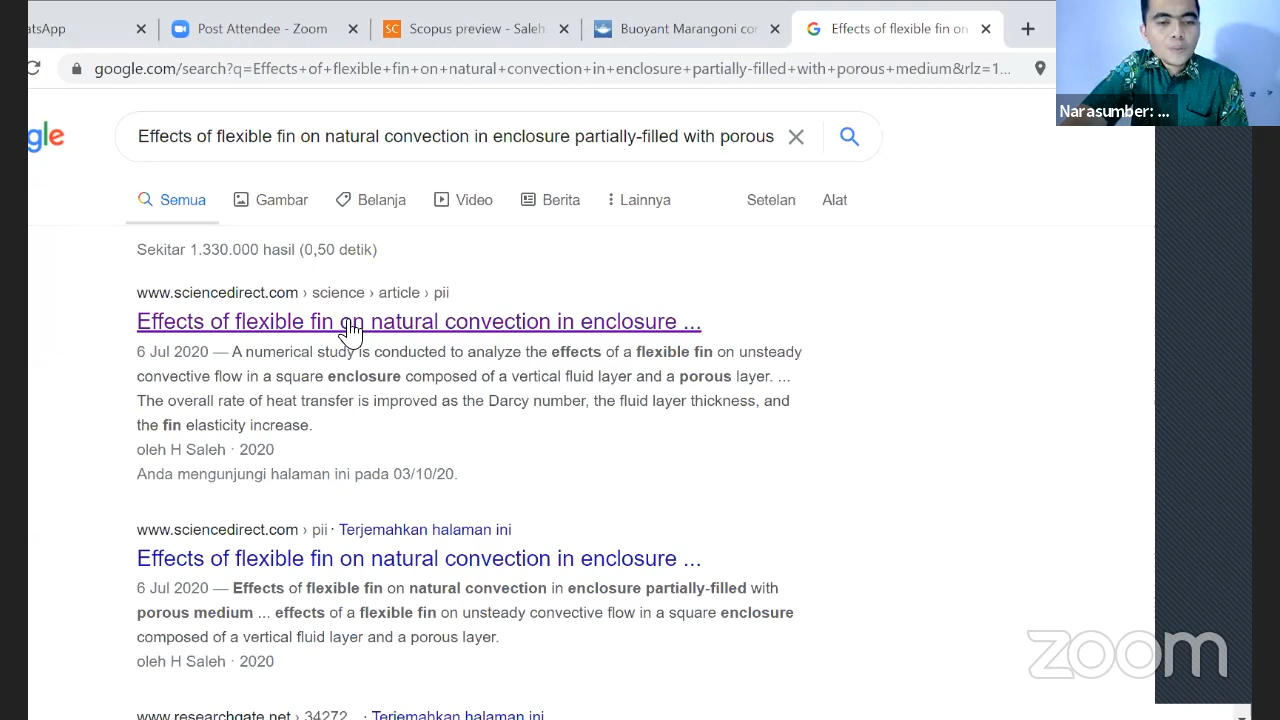 atsApp
Post Attendee - Zoom
Scopus preview - Saleh
Buoyant Marangoni con
Effects of flexible fin on
google.com/search?q=Effects+of+flexible+fin+on+natural+convection+in+enclosure+partially-filled+with+porous+medium&rlz=1...
Narasumber: ...
gle
Effects of flexible fin on natural convection in enclosure partially-filled with porous
Semua
Gambar
Belanja
Video
Berita
Lainnya
Setelan
Alat
Sekitar 1.330.000 hasil (0,50 detik)
www.sciencedirect.com › science › article › pii
Effects of flexible fin on natural convection in enclosure ...
6 Jul 2020 — A numerical study is conducted to analyze the effects of a flexible fin on unsteady
convective flow in a square enclosure composed of a vertical fluid layer and a porous layer. ...
The overall rate of heat transfer is improved as the Darcy number, the fluid layer thickness, and
the fin elasticity increase.
oleh H Saleh · 2020
Anda mengunjungi halaman ini pada 03/10/20.
www.sciencedirect.com › pii · Terjemahkan halaman ini
Effects of flexible fin on natural convection in enclosure ...
6 Jul 2020 — Effects of flexible fin on natural convection in enclosure partially-filled with
porous medium ... effects of a flexible fin on unsteady convective flow in a square enclosure
composed of a vertical fluid layer and a porous layer.
oleh H Saleh · 2020
zoom
www.researchgate.net › 34272... · Terjemahkan halaman ini